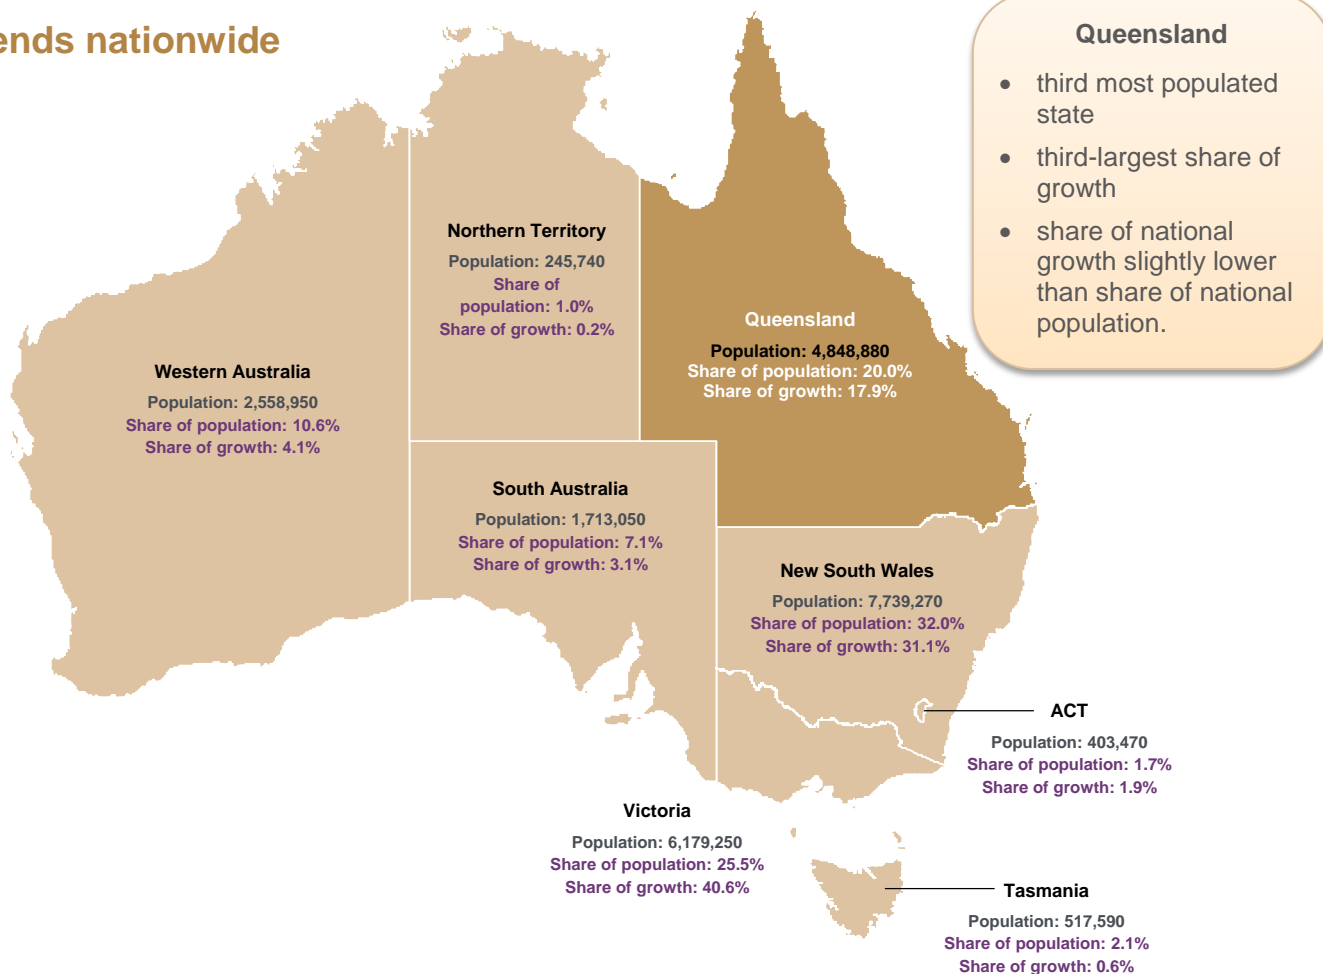 ends nationwide
Queensland
• third most populated
state
• third-largest share of
growth
• share of national
growth slightly lower
than share of national
population.
Northern Territory
Population: 245,740
Share of
population: 1.0%
Share of growth: 0.2%
Queensland
Population: 4,848,880
Share of population: 20.0%
Share of growth: 17.9%
Western Australia
Population: 2,558,950
Share of population: 10.6%
Share of growth: 4.1%
South Australia
Population: 1,713,050
Share of population: 7.1%
Share of growth: 3.1%
New South Wales
Population: 7,739,270
Share of population: 32.0%
Share of growth: 31.1%
ACT
Population: 403,470
Share of population: 1.7%
Share of growth: 1.9%
Victoria
Population: 6,179,250
Share of population: 25.5%
Share of growth: 40.6%
Tasmania
Population: 517,590
Share of population: 2.1%
Share of growth: 0.6%